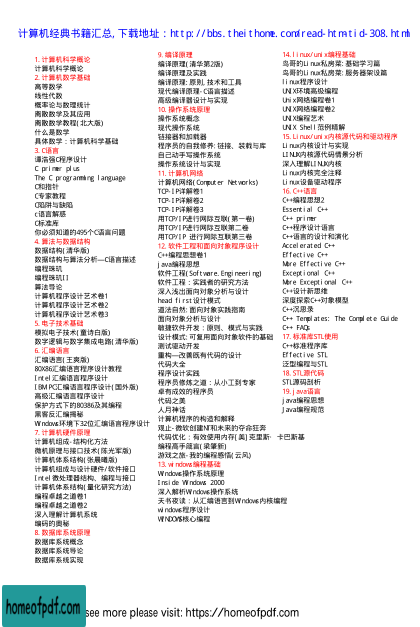 计算机经典书籍汇总, 下载地址：http://bbs.theithome.com/read-htm-tid-308.html
1. 计算机科学概论
计算机科学概论
2. 计算机数学基础
高等数学
线性代数
概率论与数理统计
离散数学及其应用
离散数学教程(北大版)
什么是数学
具体数学：计算机科学基础
3. C语言
谭浩强C程序设计
C primer plus
The C programming language
C和指针
C专家教程
C陷阱与缺陷
c语言解惑
C标准库
你必须知道的495个C语言问题
4. 算法与数据结构
数据结构(清华版)
数据结构与算法分析—C语言描述
编程珠玑
编程珠玑II
算法导论
计算机程序设计艺术卷1
计算机程序设计艺术卷2
计算机程序设计艺术卷3
5. 电子技术基础
模拟电子技术(童诗白版)
数字逻辑与数字集成电路(清华版)
6. 汇编语言
汇编语言(王爽版)
80X86汇编语言程序设计教程
Intel汇编语言程序设计
IBMPC汇编语言程序设计(国外版)
高级汇编语言程序设计
保护方式下的80386及其编程
黑客反汇编揭秘
Windows环境下32位汇编语言程序设计
7. 计算机硬件原理
计算机组成-结构化方法
微机原理与接口技术(陈光军版)
计算机体系结构(张晨曦版)
计算机组成与设计硬件/软件接口
Intel微处理器结构、编程与接口
计算机体系结构(量化研究方法)
编程卓越之道卷1
编程卓越之道卷2
深入理解计算机系统
编码的奥秘
8. 数据库系统原理
数据库系统概念
数据库系统导论
数据库系统实现
9. 编译原理
编译原理(清华第2版)
编译原理及实践
编译原理:原则,技术和工具
现代编译原理-C语言描述
高级编译器设计与实现
10. 操作系统原理
操作系统概念
现代操作系统
链接器和加载器
程序员的自我修养:链接、装载与库
自己动手写操作系统
操作系统设计与实现
11. 计算机网络
计算机网络(Computer Networks)
TCP-IP详解卷1
TCP-IP详解卷2
TCP-IP详解卷3
用TCP/IP进行网际互联(第一卷)
用TCP/IP进行网际互联第二卷
用TCP/IP 进行网际互联第三卷
12. 软件工程和面向对象程序设计
C++编程思想卷1
java编程思想
软件工程(Software.Engineering)
软件工程：实践者的研究方法
深入浅出面向对象分析与设计
head first设计模式
道法自然:面向对象实践指南
面向对象分析与设计
敏捷软件开发：原则、模式与实践
设计模式:可复用面向对象软件的基础
测试驱动开发
重构—改善既有代码的设计
代码大全
程序设计实践
程序员修炼之道：从小工到专家
卓有成效的程序员
代码之美
人月神话
计算机程序的构造和解释
观止-微软创建NT和未来的夺命狂奔
代码优化：有效使用内存[美]克里斯· 卡巴斯基
编程高手箴言(梁肇新)
游戏之旅-我的编程感悟(云风)
13. windows编程基础
Windows操作系统原理
Inside Windows 2000
深入解析Windows操作系统
天书夜读：从汇编语言到Windows内核编程
windows程序设计
WINDOWS核心编程
14. linux/unix编程基础
鸟哥的Linux私房菜:基础学习篇
鸟哥的Linux私房菜:服务器架设篇
linux程序设计
UNIX环境高级编程
Unix网络编程卷1
UNIX网络编程卷2
UNIX编程艺术
UNIX Shell范例精解
15. Linux/unix内核源代码和驱动程序
Linux内核设计与实现
LINUX内核源代码情景分析
深入理解LINUX内核
Linux内核完全注释
Linux设备驱动程序
16. C++语言
C++编程思想2
Essential C++
C++ primer
C++程序设计语言
C++语言的设计和演化
Accelerated C++
Effective C++
More Effective C++
Exceptional C++
More Exceptional C++
C++设计新思维
深度探索C++对象模型
C++沉思录
C++ Templates: The Complete Guide
C++ FAQs
17. 标准库STL使用
C++标准程序库
Effective STL
泛型编程与STL
18. STL源代码
STL源码剖析
19. java语言
java编程思想
Java编程规范
homeofpdf.com
see more please visit: https://homeofpdf.com